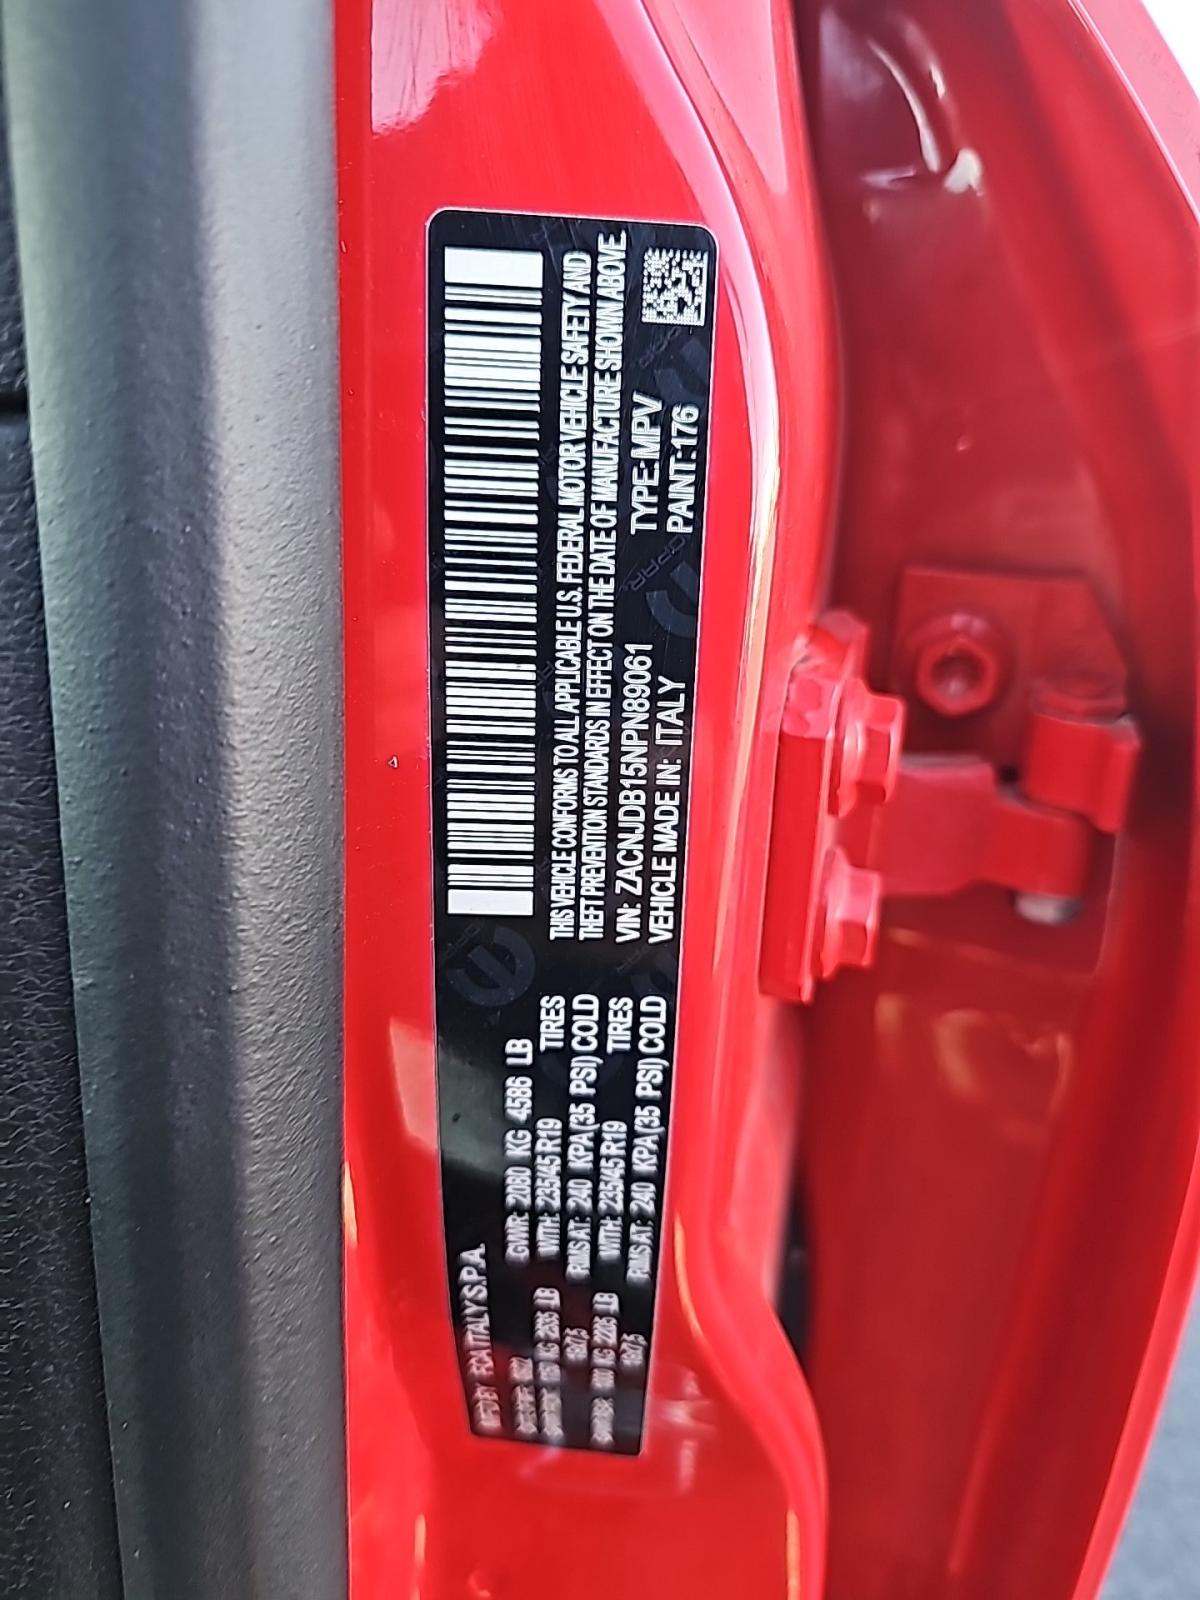 MFD BY FCA ITALY S.P.A.
GVWR: 2080 KG 4586 LB
WITH: 235/45 R19 TIRES
RIMS AT: 240 KPA(35 PSI) COLD
WITH: 235/45 R19 TIRES
RIMS AT: 240 KPA(35 PSI) COLD
THIS VEHICLE CONFORMS TO ALL APPLICABLE U.S. FEDERAL MOTOR VEHICLE SAFETY AND
THEFT PREVENTION STANDARDS IN EFFECT ON THE DATE OF MANUFACTURE SHOWN ABOVE.
VIN: ZACNJDB15NPN89061 TYPE: MPV
VEHICLE MADE IN: ITALY PAINT:176